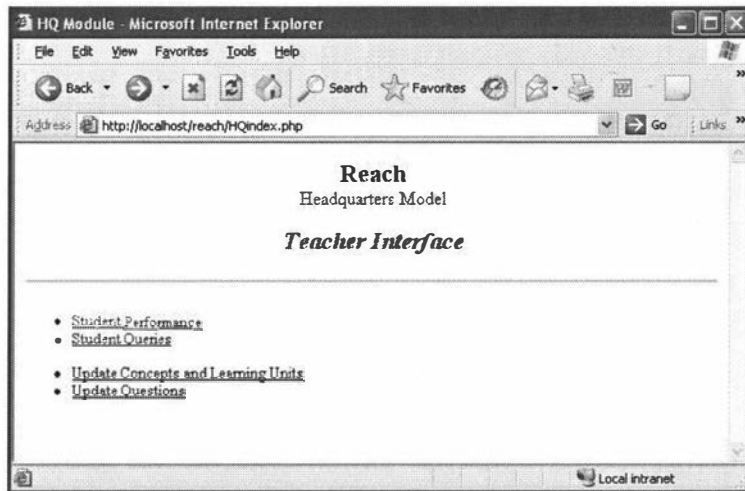 HQ Module - Microsoft Internet Explorer
File Edit View Favorites Tools Help
Back Search Favorites
Address http://localhost/reach/HQindex.php Go Links
Reach
Headquarters Model
Teacher Interface
Student Performance
Student Queries
Update Concepts and Learning Units
Update Questions
Local intranet